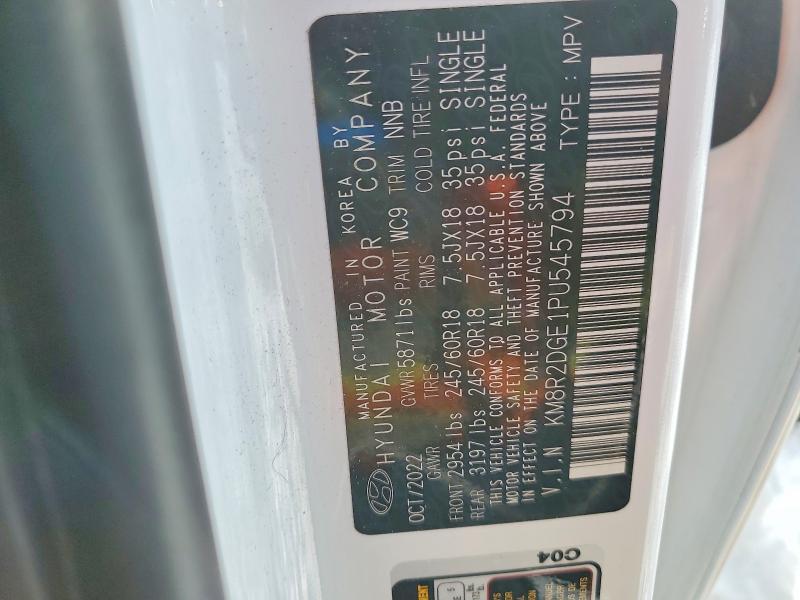 MANUFACTURED IN KOREA BY
HYUNDAI MOTOR COMPANY
OCT/2022 GVWR 5871 lbs PAINT WC9 TRIM NNB
GAWR TIRES RIMS COLD TIRE INFL
FRONT 2954 lbs 245/60R18 7.5JX18 35psi SINGLE
REAR 3197 lbs 245/60R18 7.5JX18 35psi SINGLE
THIS VEHICLE CONFORMS TO ALL APPLICABLE U.S.A. FEDERAL
MOTOR VEHICLE SAFETY AND THEFT PREVENTION STANDARDS
IN EFFECT ON THE DATE OF MANUFACTURE SHOWN ABOVE
V.I.N KM8R2DGE1PU545794 TYPE : MPV
C04